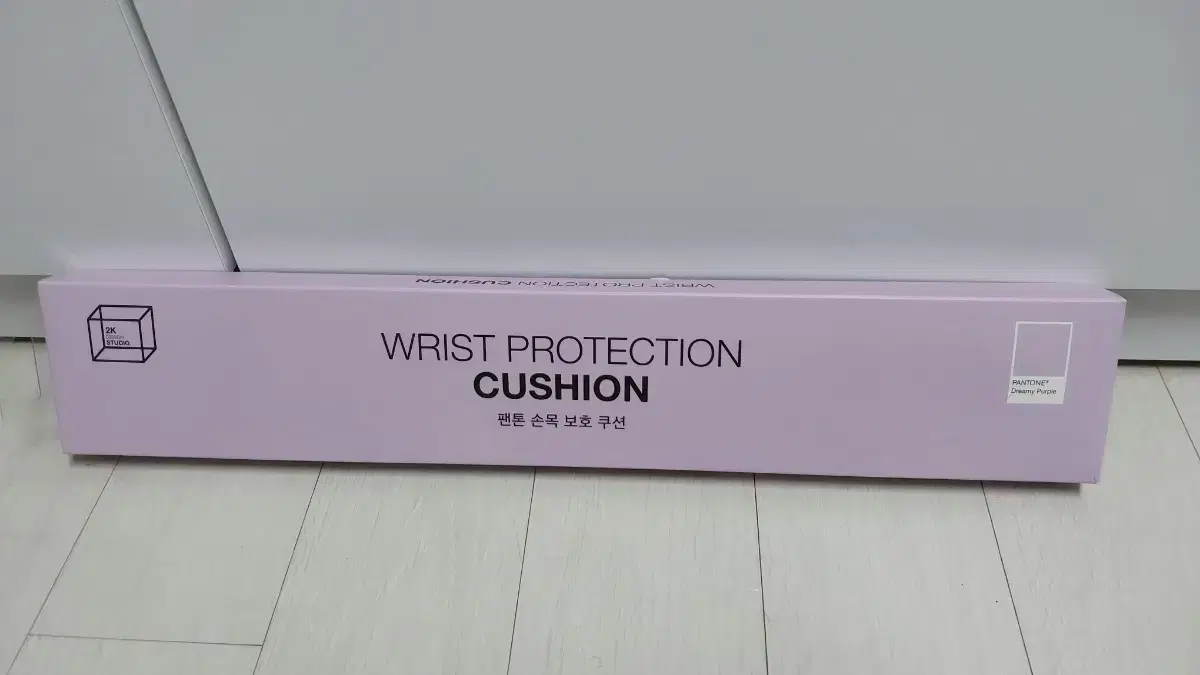 WRIST PROTECTION CUSHION
2K
DESIGN
STUDIO.
WRIST PROTECTION
CUSHION
팬톤 손목 보호 쿠션
PANTONE®
Dreamy Purple